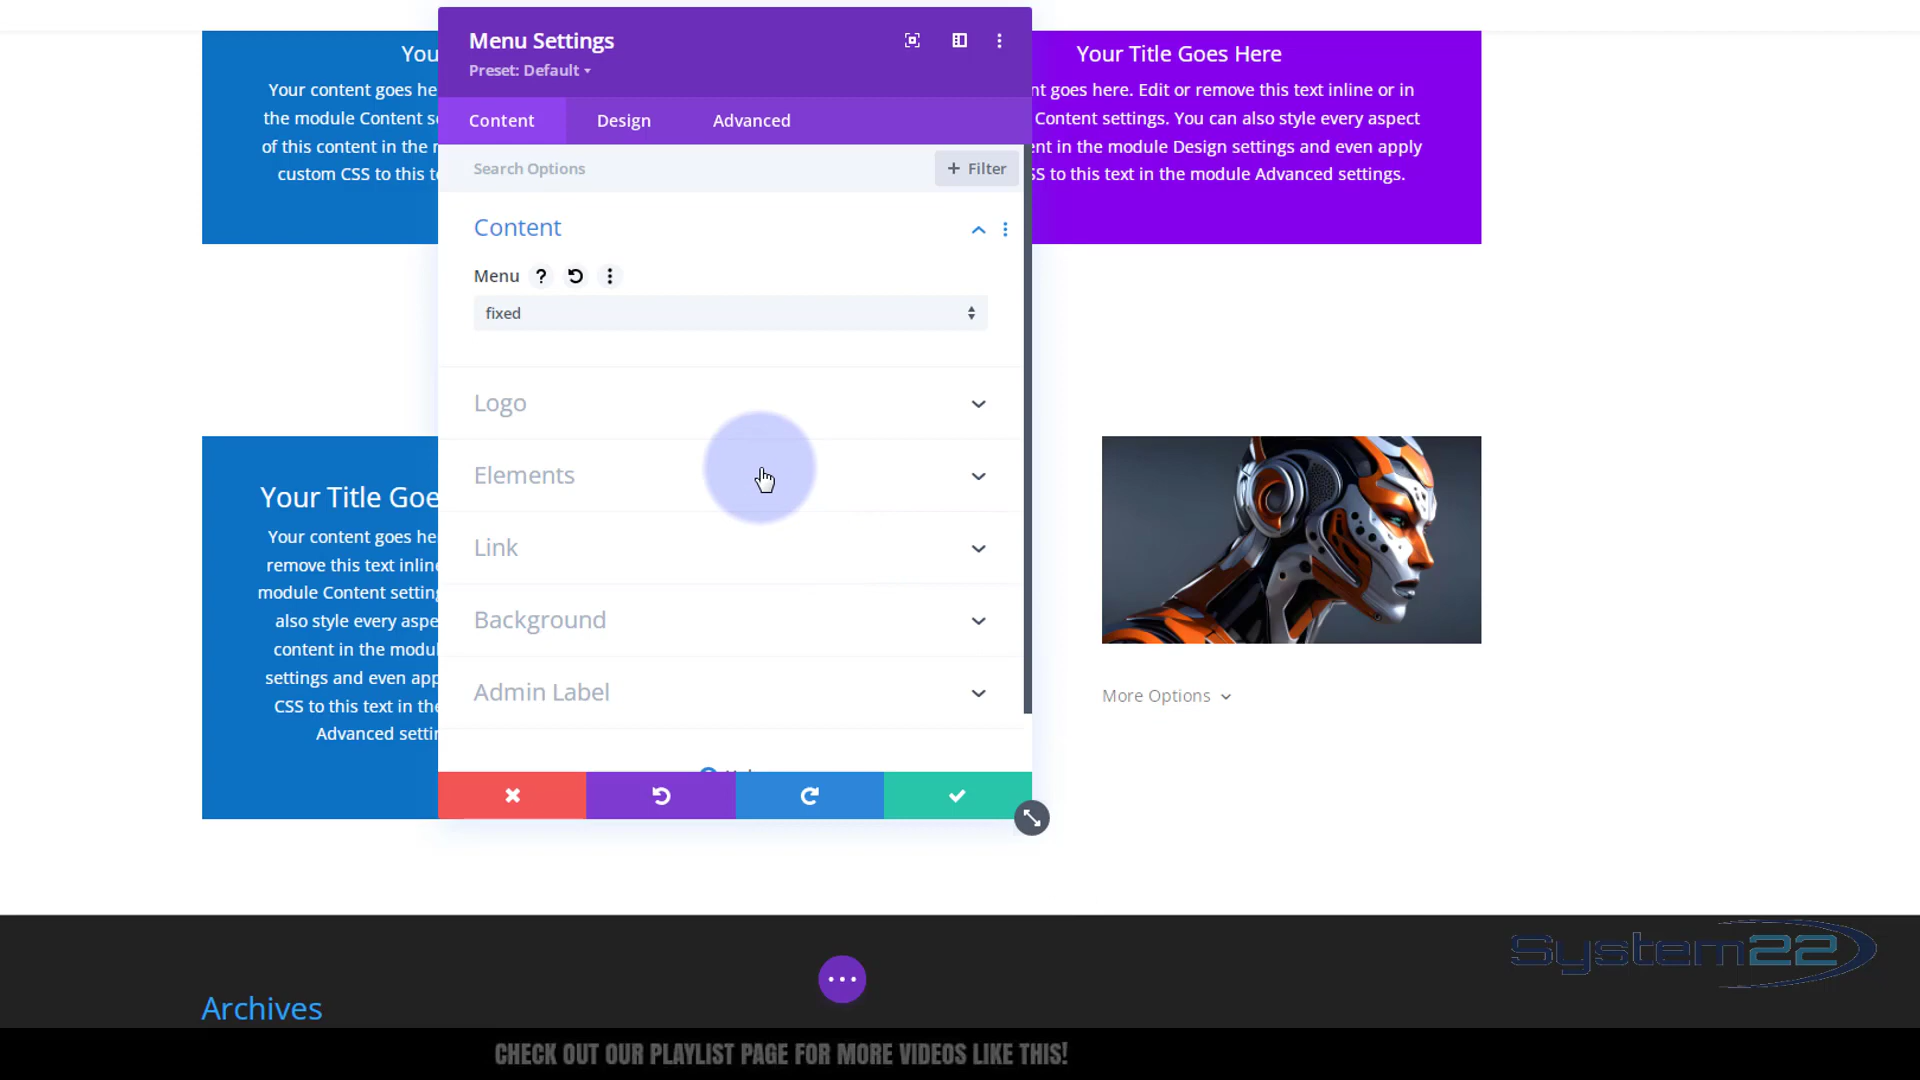 Menu Settings
Preset: Default
Content Design Advanced
Search Options
+ Filter
Content
Menu ?
fixed
Logo
Elements
Link
Background
Admin Label
You
Your content goes he
the module Content s
of this content in the
custom CSS to this t
Your Title Goes Here
nt goes here. Edit or remove this text inline or in
Content settings. You can also style every aspect
ent in the module Design settings and even apply
SS to this text in the module Advanced settings.
Your Title Goe
Your content goes he
remove this text inline
module Content setting
also style every aspe
content in the modul
settings and even app
CSS to this text in the
Advanced settin
More Options
System22
Archives
CHECK OUT OUR PLAYLIST PAGE FOR MORE VIDEOS LIKE THIS!